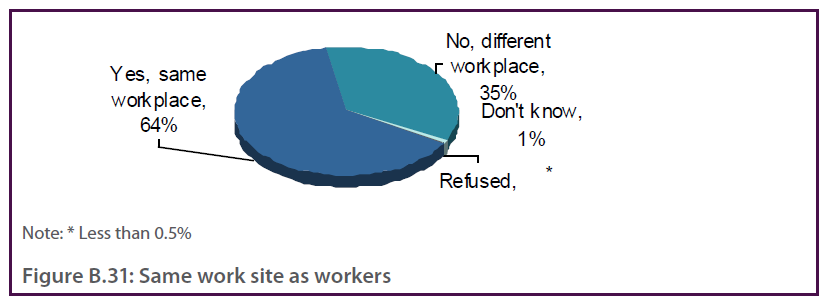 Yes, same
workplace,
64%
No, different
workplace,
35%
Don't know,
1%
Refused, *
Note: * Less than 0.5%
Figure B.31: Same work site as workers